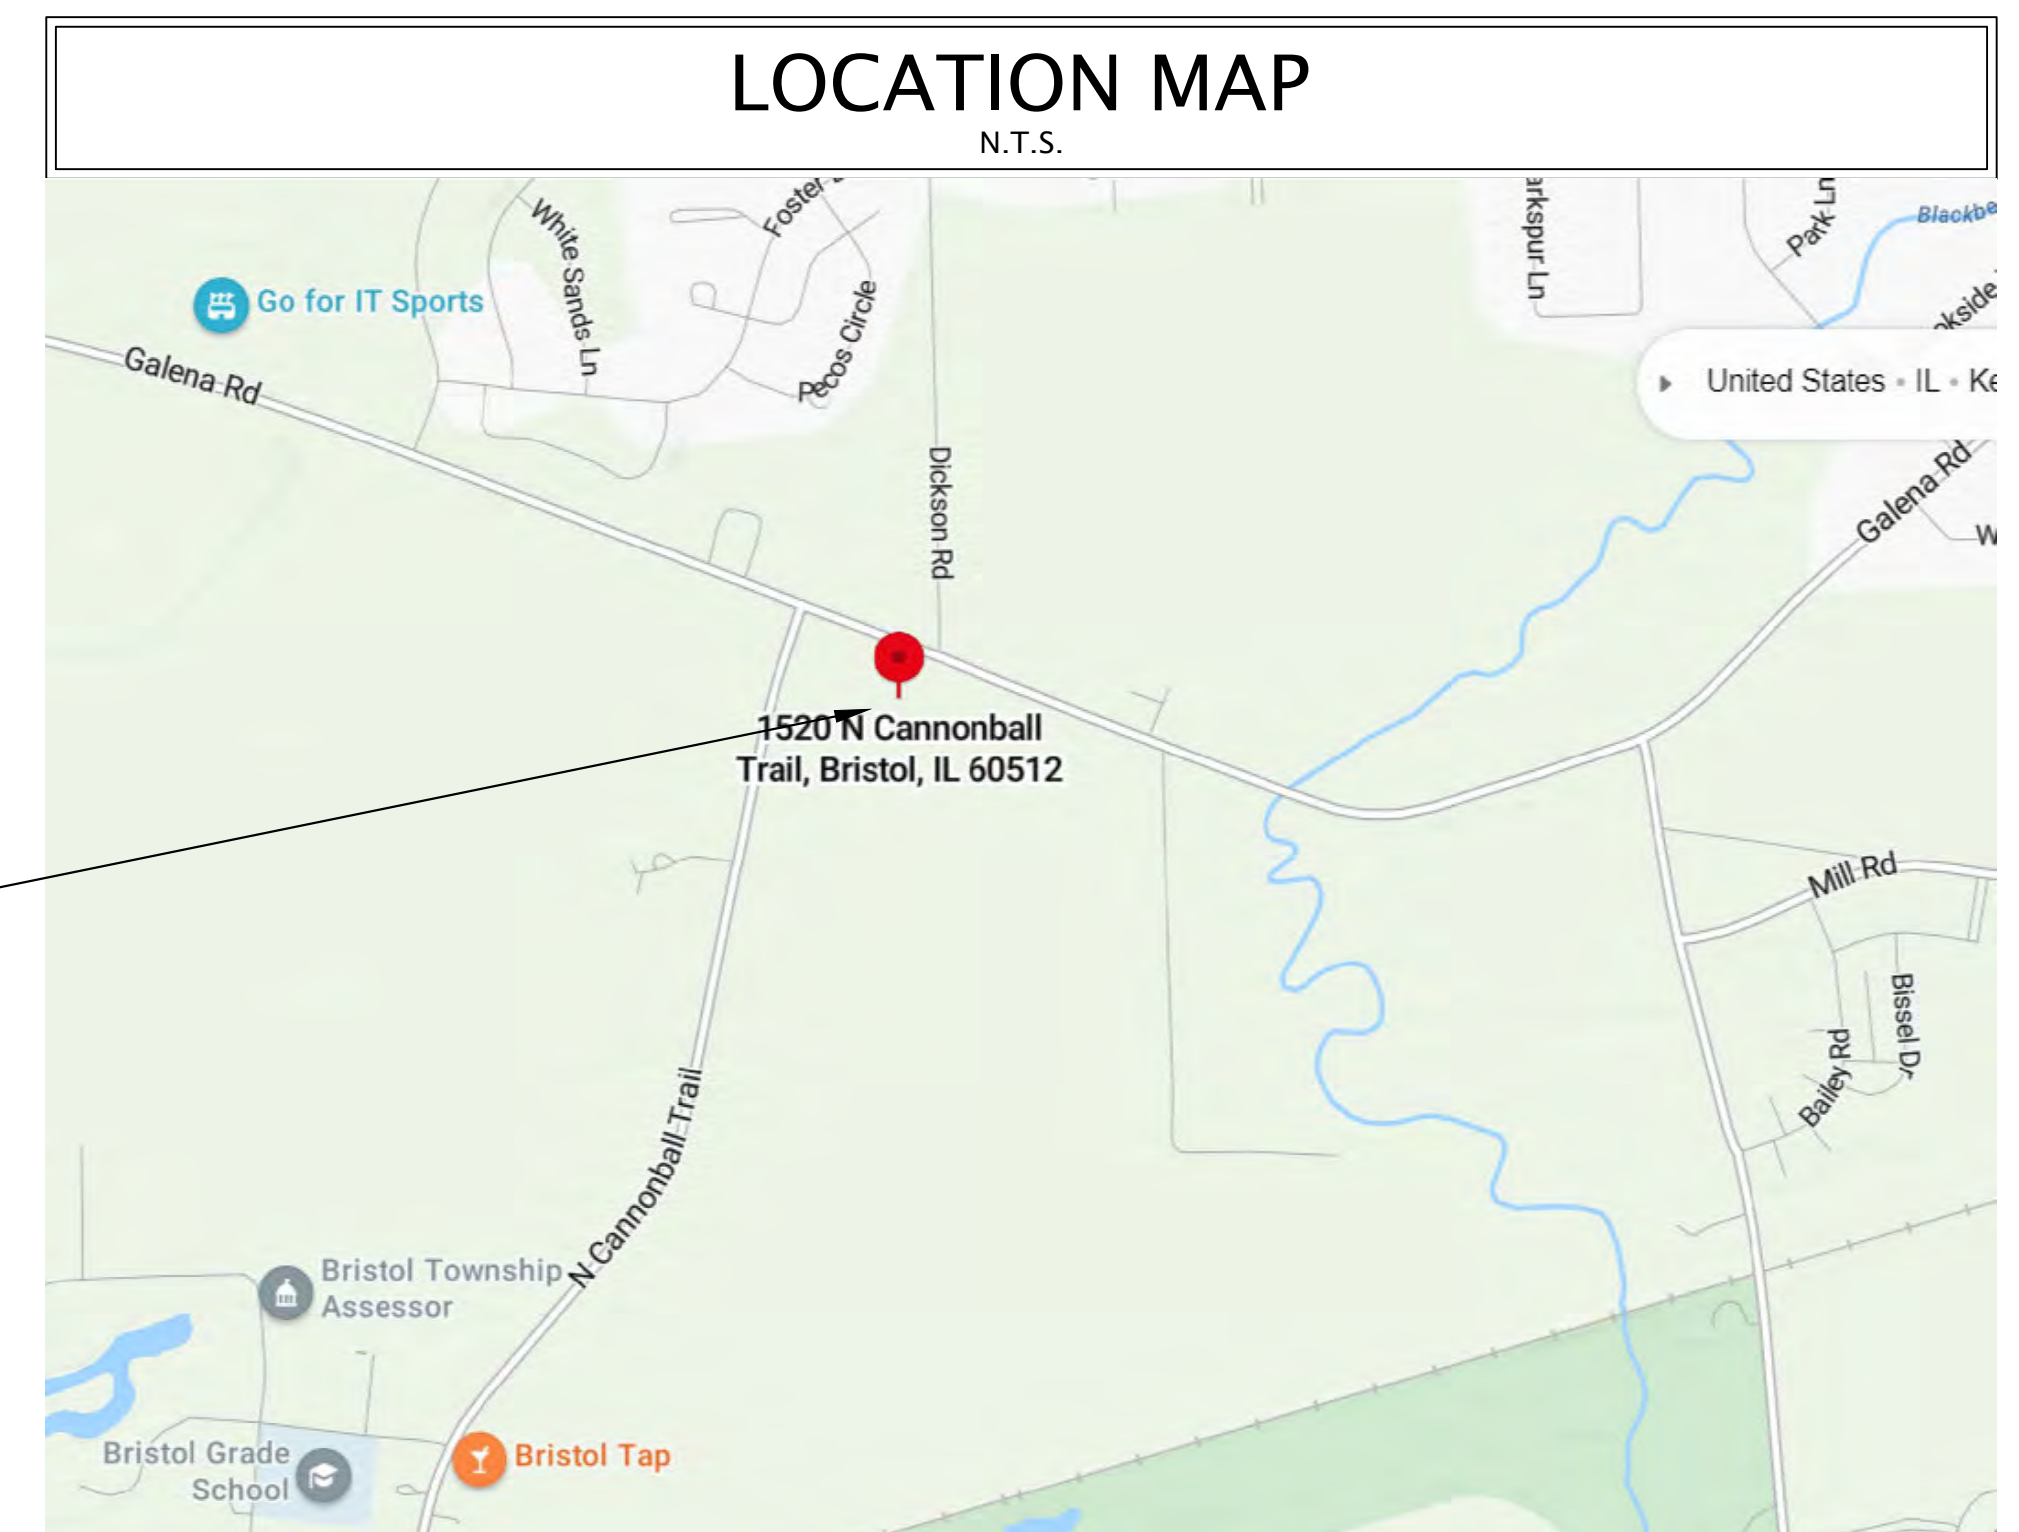 LOCATION MAP
N.T.S.
White Sands Ln
Foster
Pecos Circle
Park Ln
Go for IT Sports
Galena Rd
United States • IL •
Dickson Rd
Galena Rd
1520 N Cannonball
Trail, Bristol, IL 60512
Mill Rd
Bissel Dr
Bailey Rd
N Cannonball Trail
Bristol Township
Assessor
Bristol Grade
School
Bristol Tap